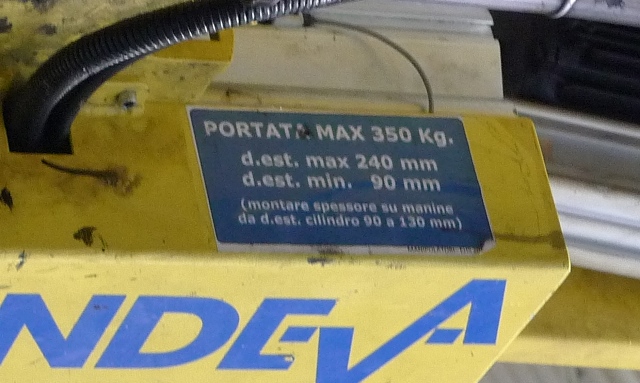 PORTATA MAX 350 Kg.
d.est. max 240 mm
d.est. min. 90 mm
(montare spessore su manine
da d.est. cilindro 90 a 130 mm)
NDEVA